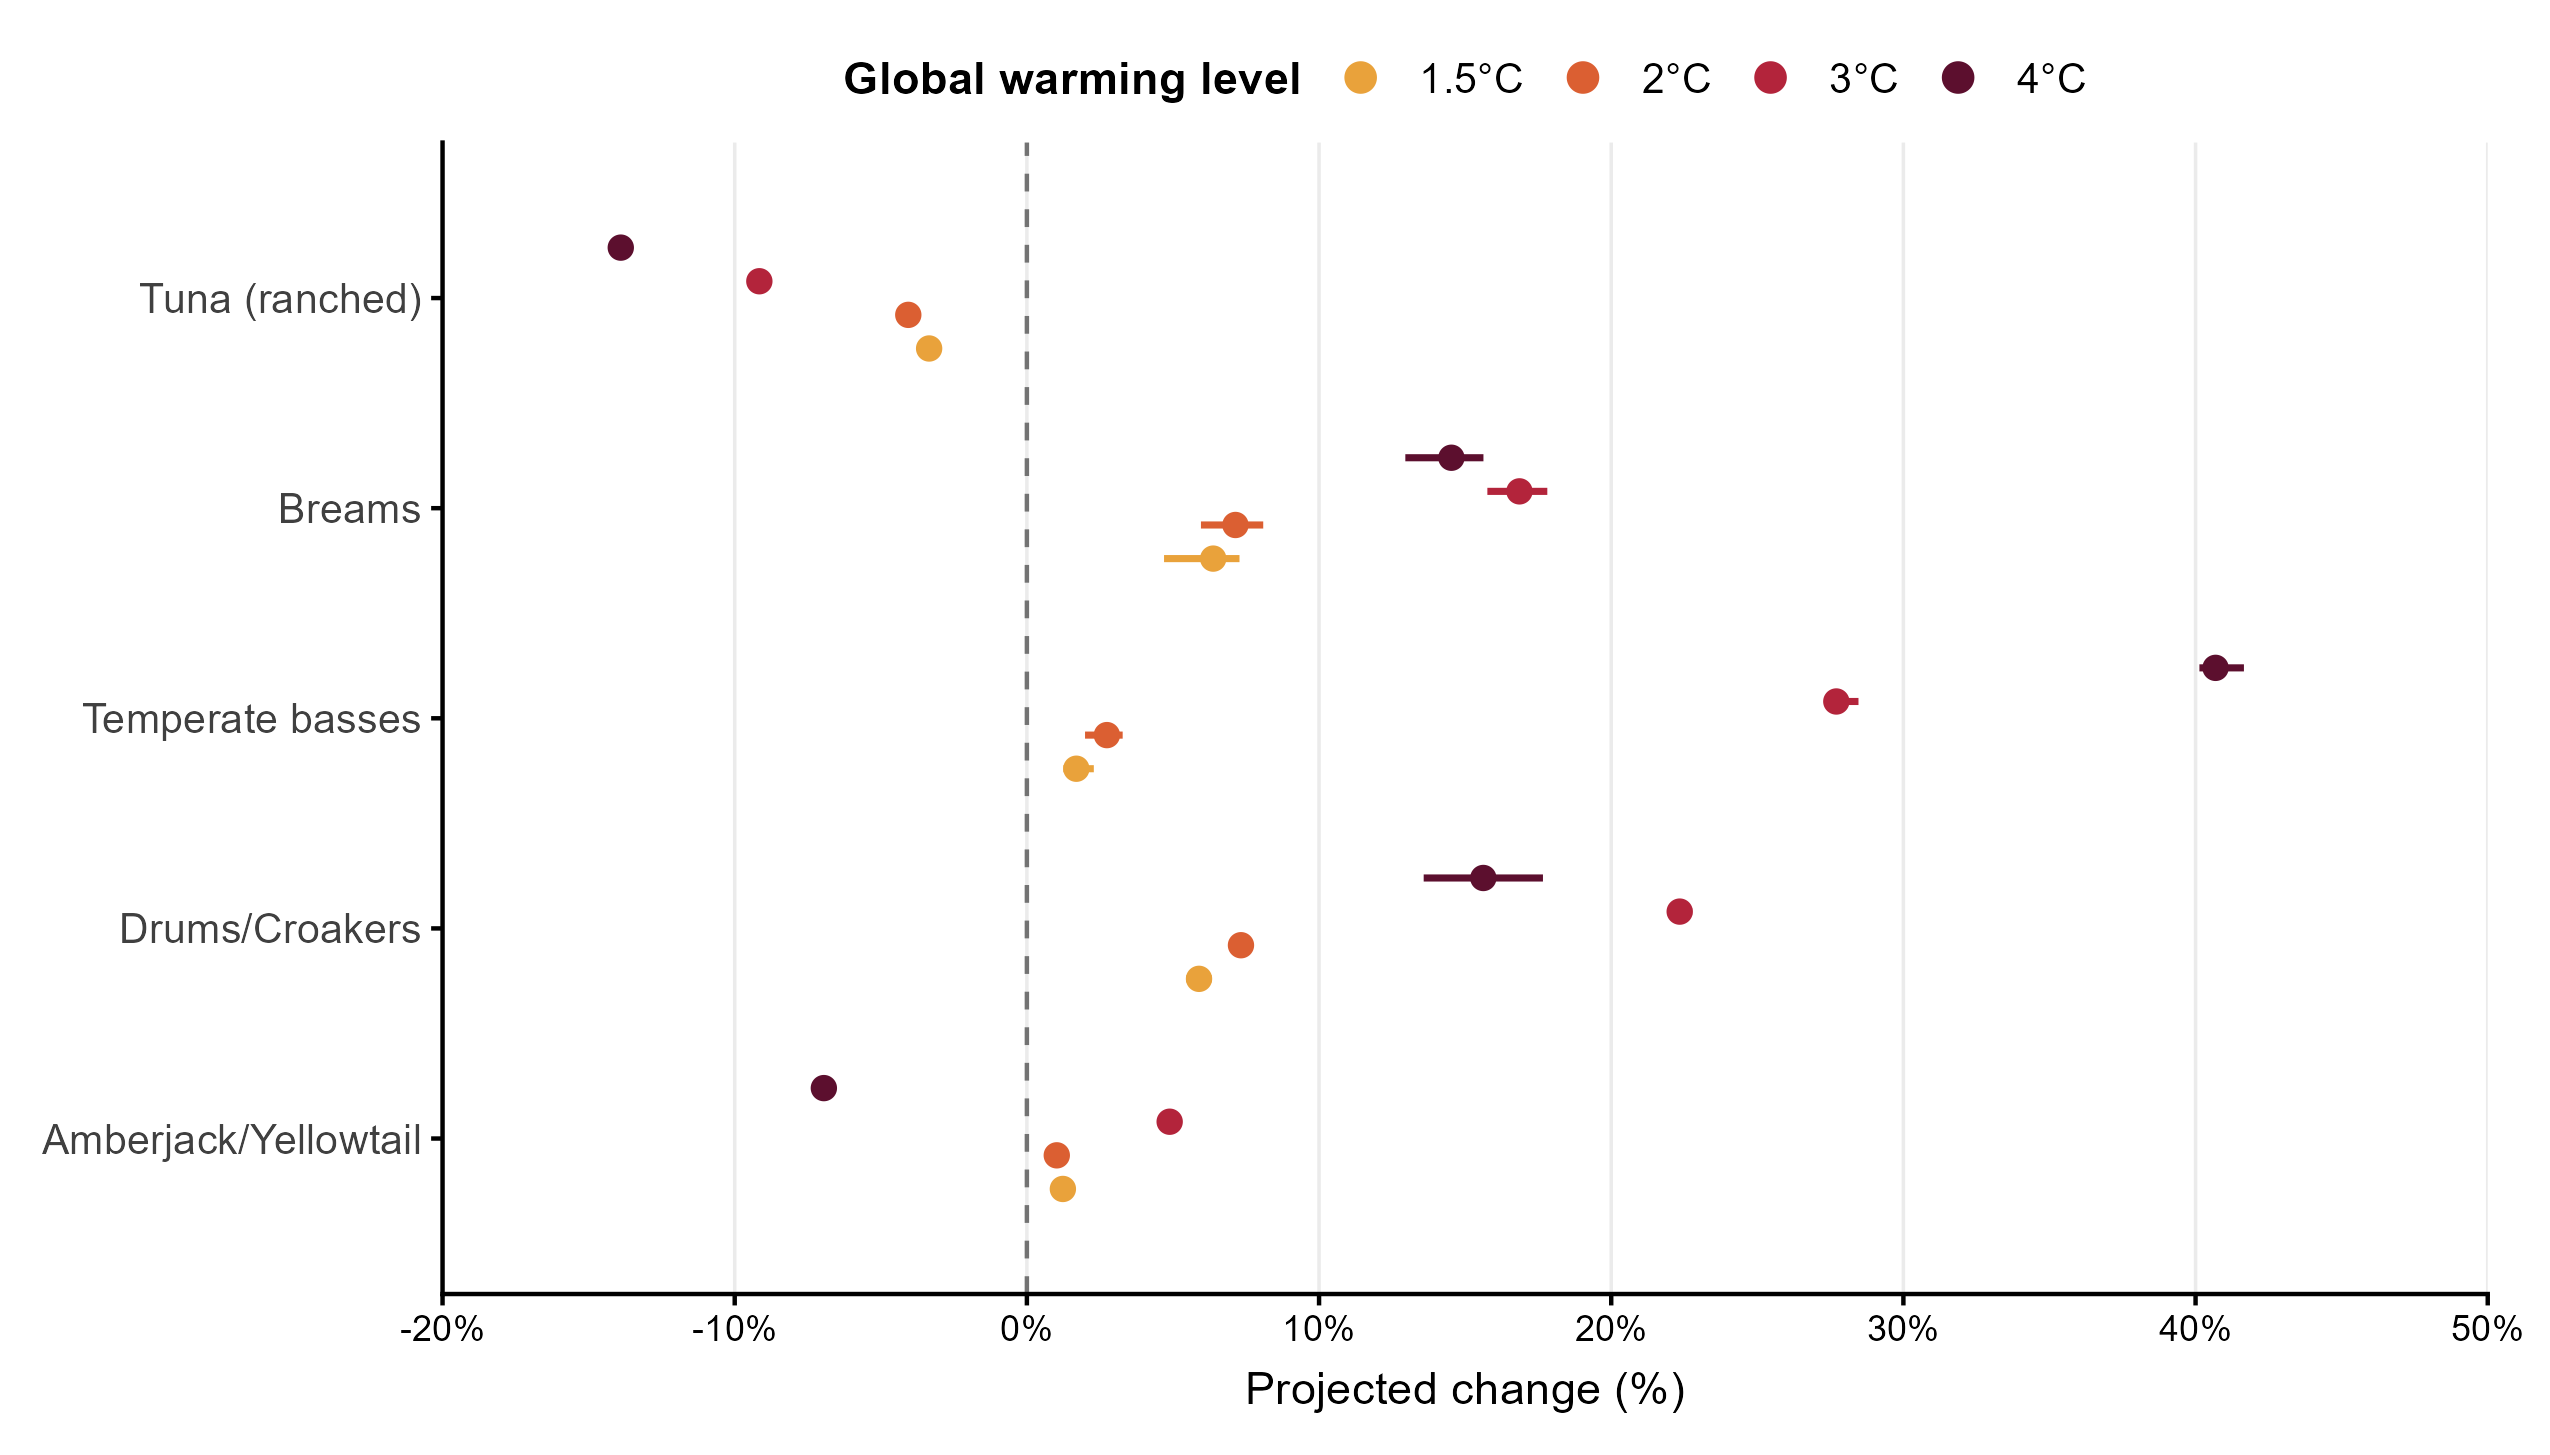 Global warming level 1.5°C 2°C 3°C 4°C
Tuna (ranched)
Breams
Temperate basses
Drums/Croakers
Amberjack/Yellowtail
-20% -10% 0% 10% 20% 30% 40% 50%
Projected change (%)